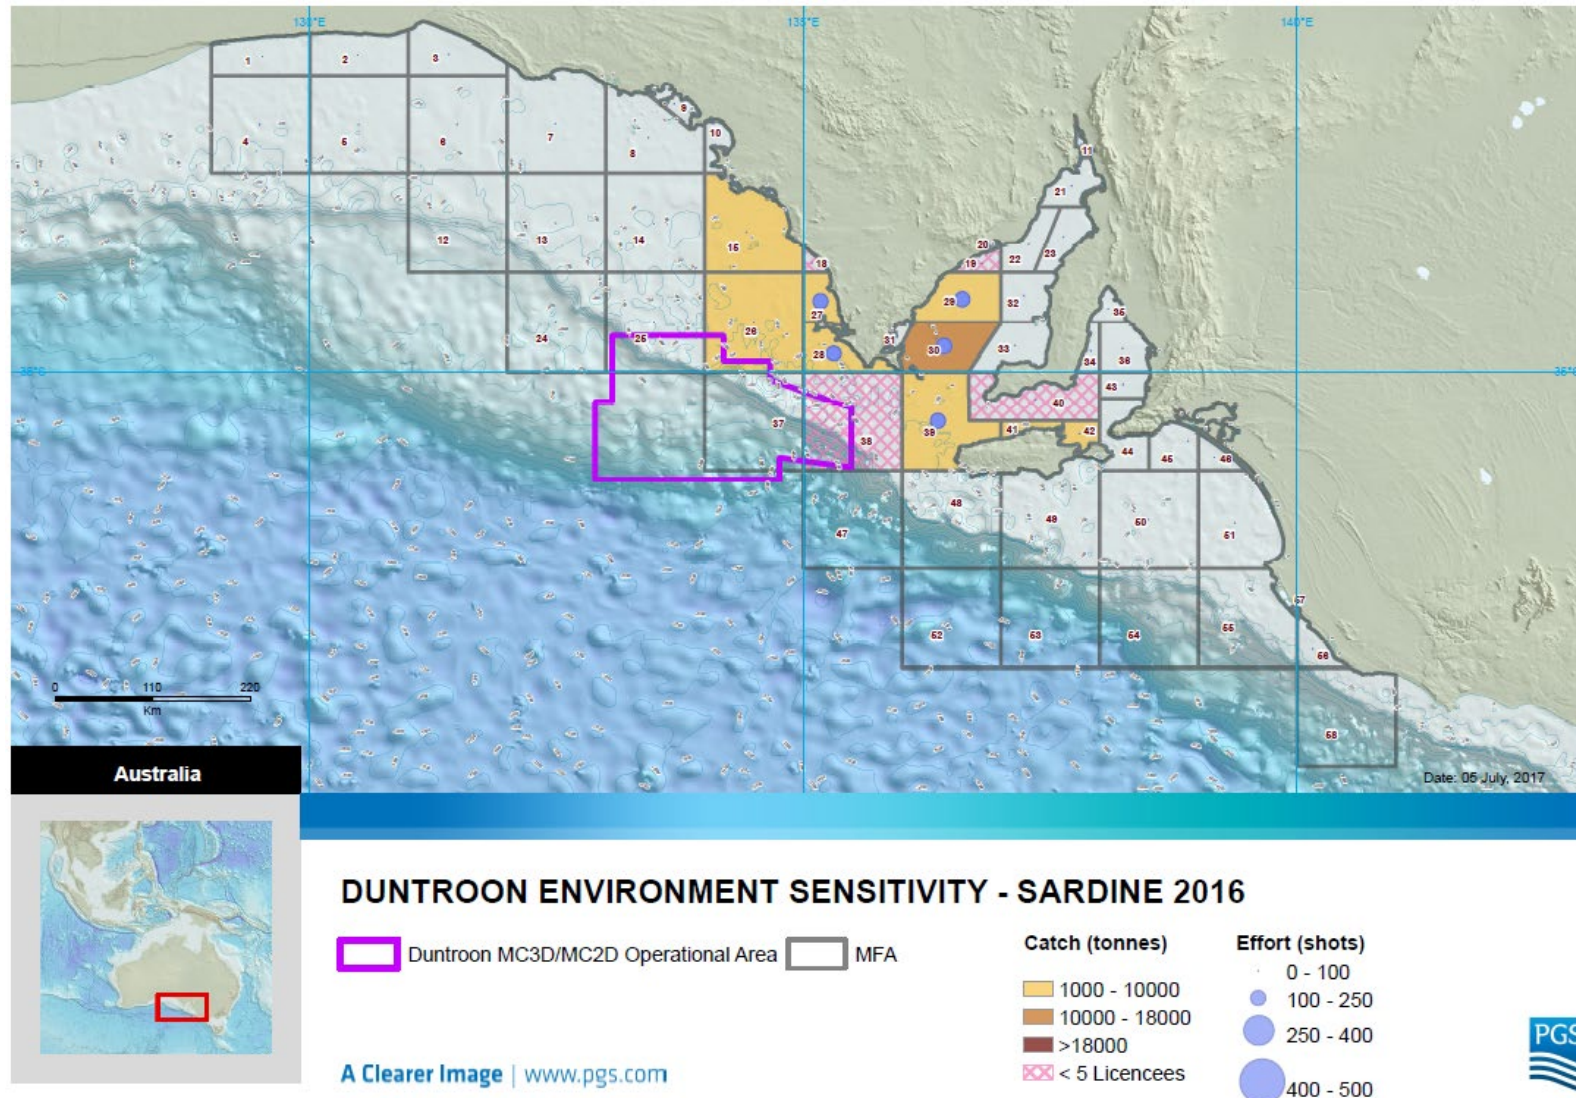 130°E
135°E
140°E
1
2
3
4
5
6
7
8
9
10
11
12
13
14
15
18
19
20
21
22
23
24
25
26
27
28
29
30
31
32
33
34
35
36
35°S
37
38
39
40
41
42
43
44
45
46
47
48
49
50
51
52
53
54
55
56
57
58
0 110 220
Km
Date: 05 July, 2017
Australia
DUNTROON ENVIRONMENT SENSITIVITY - SARDINE 2016
Duntroon MC3D/MC2D Operational Area
MFA
Catch (tonnes)
1000 - 10000
10000 - 18000
>18000
< 5 Licencees
Effort (shots)
0 - 100
100 - 250
250 - 400
400 - 500
A Clearer Image | www.pgs.com
PGS